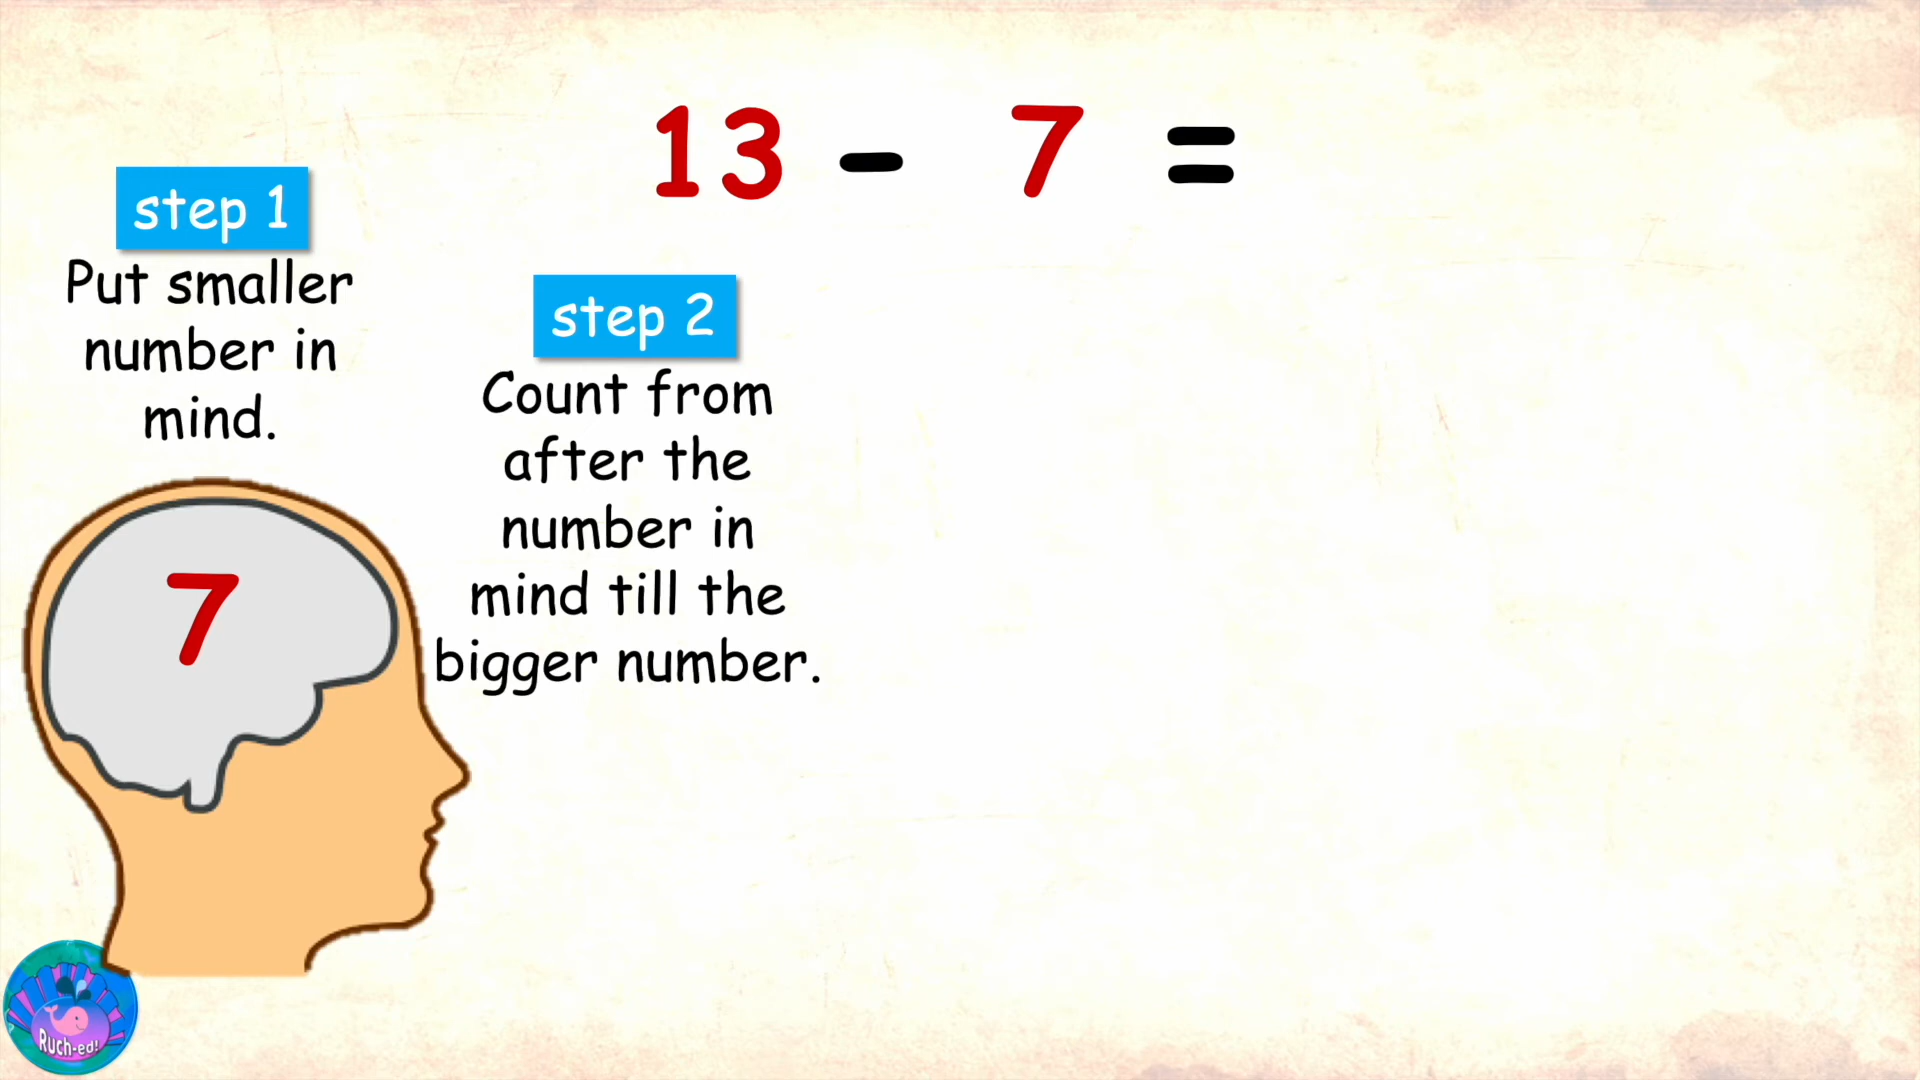 13 - 7 =
step 1
Put smaller
number in
mind.
7
step 2
Count from
after the
number in
mind till the
bigger number.
Ruch-ed!